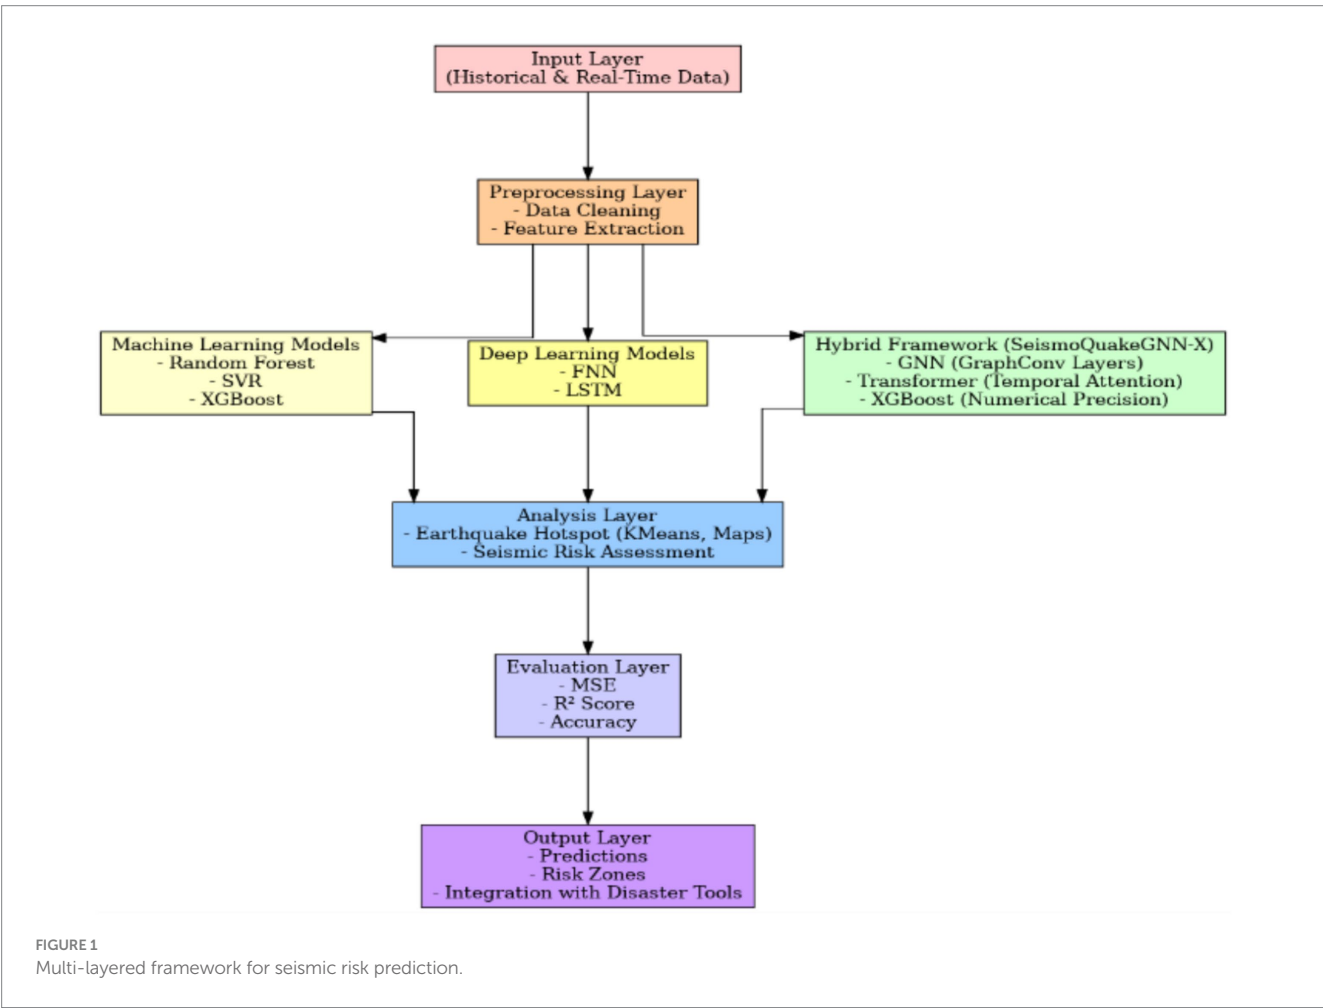 Input Layer
(Historical & Real-Time Data)
Preprocessing Layer
- Data Cleaning
- Feature Extraction
Machine Learning Models
- Random Forest
- SVR
- XGBoost
Deep Learning Models
- FNN
- LSTM
Hybrid Framework (SeismoQuakeGNN-X)
- GNN (GraphConv Layers)
- Transformer (Temporal Attention)
- XGBoost (Numerical Precision)
Analysis Layer
- Earthquake Hotspot (KMeans, Maps)
- Seismic Risk Assessment
Evaluation Layer
- MSE
- R² Score
- Accuracy
Output Layer
- Predictions
- Risk Zones
- Integration with Disaster Tools
FIGURE 1
Multi-layered framework for seismic risk prediction.